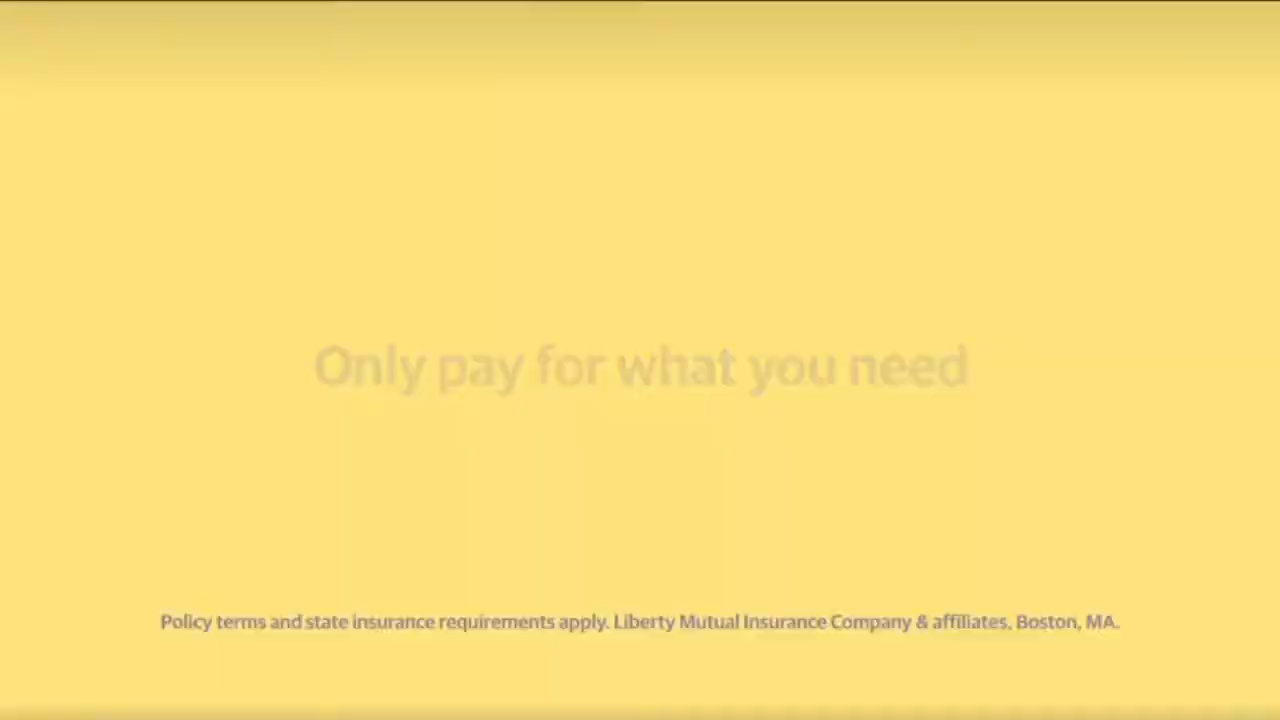 Only pay for what you need
Policy terms and state insurance requirements apply. Liberty Mutual Insurance Company & affiliates, Boston, MA.